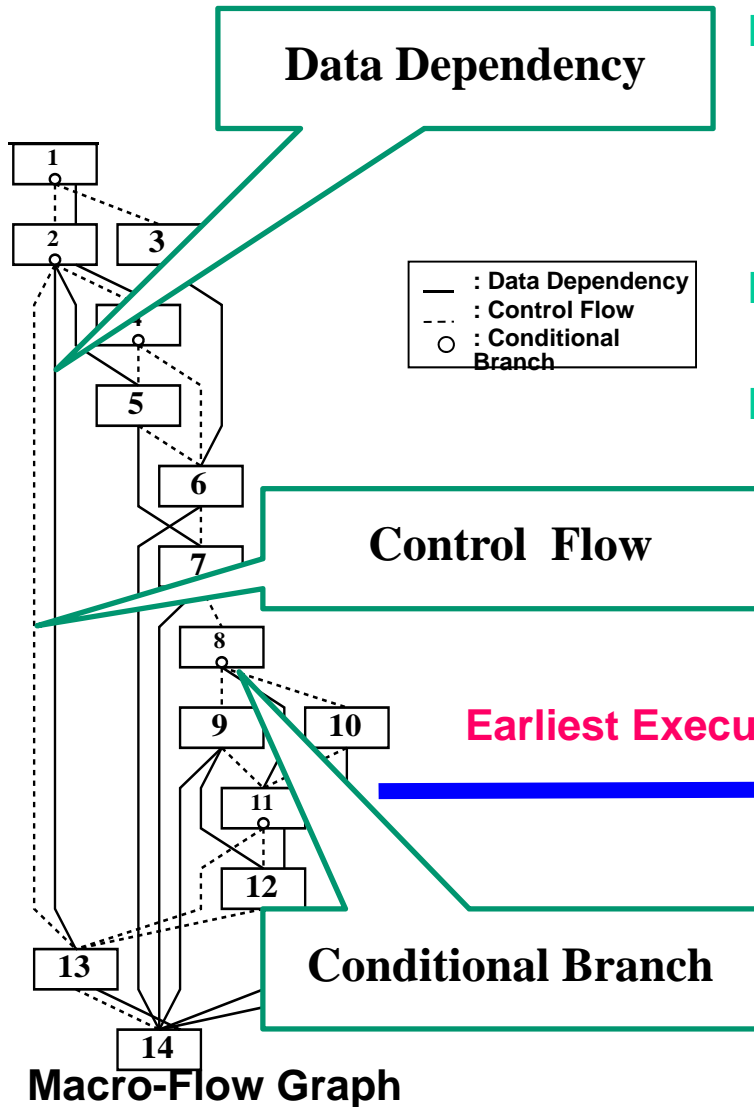 Data Dependency
1
2
3
: Data Dependency
: Control Flow
: Conditional
Branch
5
6
Control Flow
7
8
9
10
Earliest Execu
11
12
13
Conditional Branch
14
Macro-Flow Graph